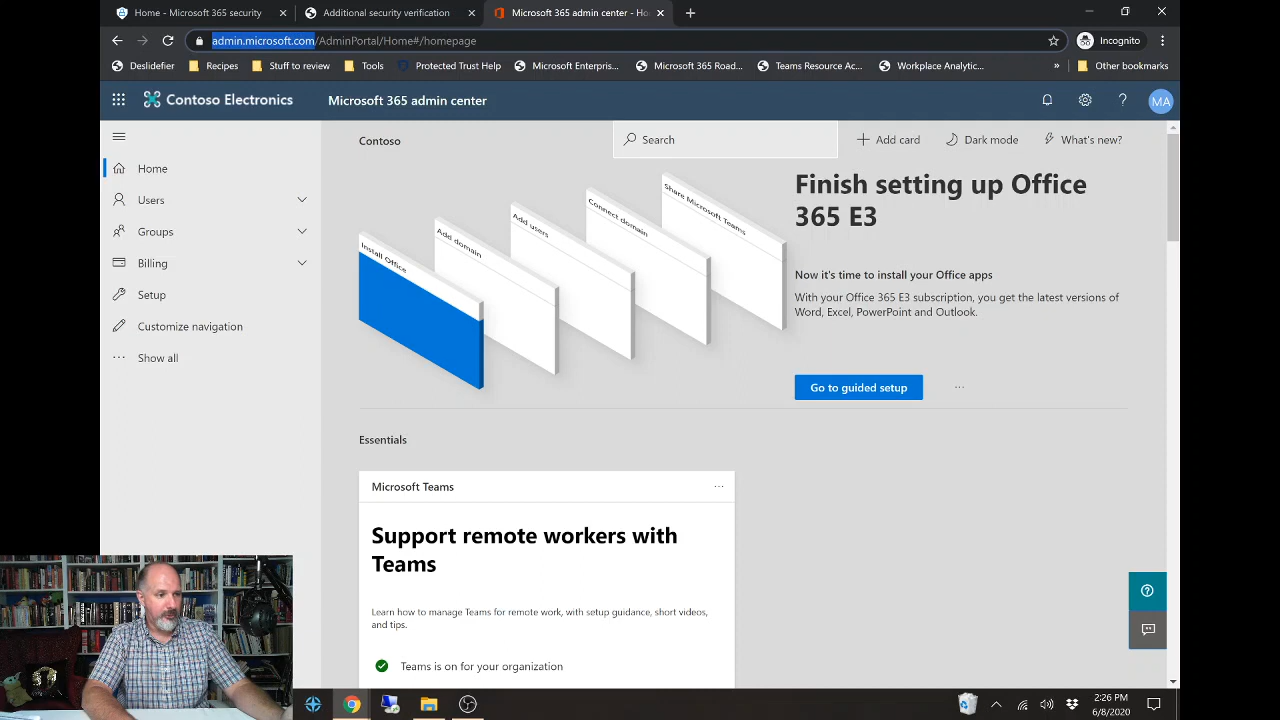 Home - Microsoft 365 security
Additional security verification
Microsoft 365 admin center - Ho
admin.microsoft.com/AdminPortal/Home#/homepage
Incognito
Deslidefier
Recipes
Stuff to review
Tools
Protected Trust Help
Microsoft Enterpris...
Microsoft 365 Road...
Teams Resource Ac...
Workplace Analytic...
»
Other bookmarks
Contoso Electronics
Microsoft 365 admin center
?
MA
Contoso
Search
Add card
Dark mode
What's new?
Home
Users
Groups
Billing
Setup
Customize navigation
Show all
Install Office
Add domain
Add users
Connect domain
Share Microsoft Teams
Finish setting up Office
365 E3
Now it's time to install your Office apps
With your Office 365 E3 subscription, you get the latest versions of
Word, Excel, PowerPoint and Outlook.
Go to guided setup
...
Essentials
Microsoft Teams
...
Support remote workers with
Teams
Learn how to manage Teams for remote work, with setup guidance, short videos,
and tips.
Teams is on for your organization
2:26 PM
6/8/2020